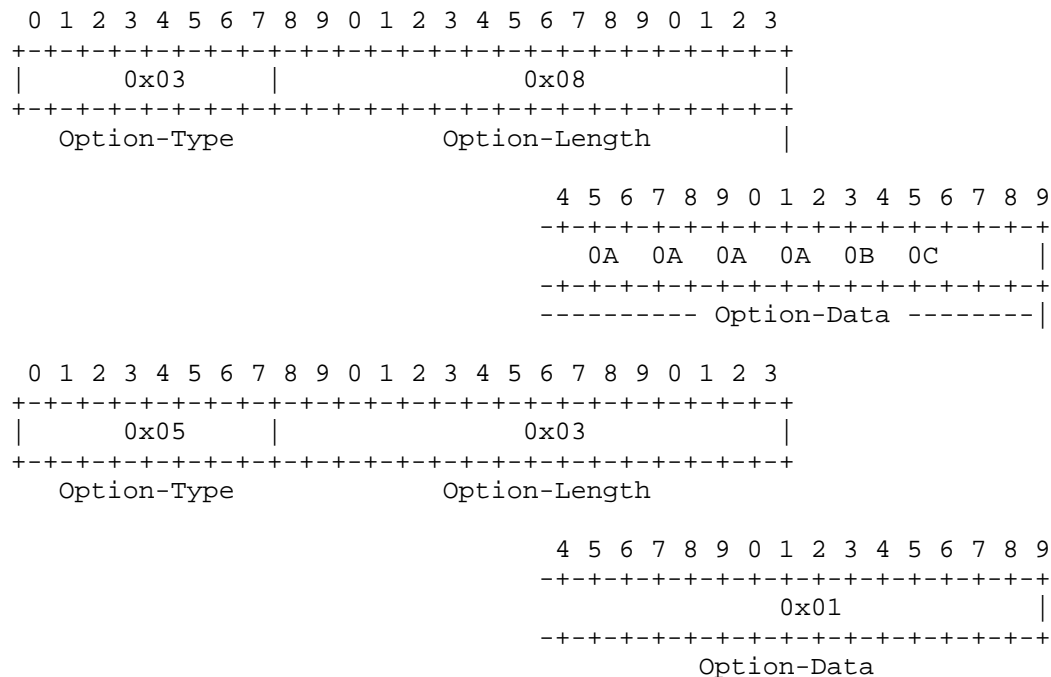 0 1 2 3 4 5 6 7 8 9 0 1 2 3 4 5 6 7 8 9 0 1 2 3
+-+-+-+-+-+-+-+-+-+-+-+-+-+-+-+-+-+-+-+-+-+-+-+-+
|      0x03     |               0x08            |
+-+-+-+-+-+-+-+-+-+-+-+-+-+-+-+-+-+-+-+-+-+-+-+-+
   Option-Type             Option-Length        |
                                  4 5 6 7 8 9 0 1 2 3 4 5 6 7 8 9
                                 -+-+-+-+-+-+-+-+-+-+-+-+-+-+-+-+
                                    0A  0A  0A  0A  0B  0C      |
                                 -+-+-+-+-+-+-+-+-+-+-+-+-+-+-+-+
                                 ---------- Option-Data --------|
 0 1 2 3 4 5 6 7 8 9 0 1 2 3 4 5 6 7 8 9 0 1 2 3
+-+-+-+-+-+-+-+-+-+-+-+-+-+-+-+-+-+-+-+-+-+-+-+-+
|      0x05     |               0x03            |
+-+-+-+-+-+-+-+-+-+-+-+-+-+-+-+-+-+-+-+-+-+-+-+-+
   Option-Type             Option-Length
                                  4 5 6 7 8 9 0 1 2 3 4 5 6 7 8 9
                                 -+-+-+-+-+-+-+-+-+-+-+-+-+-+-+-+
                                                0x01            |
                                 -+-+-+-+-+-+-+-+-+-+-+-+-+-+-+-+
                                           Option-Data